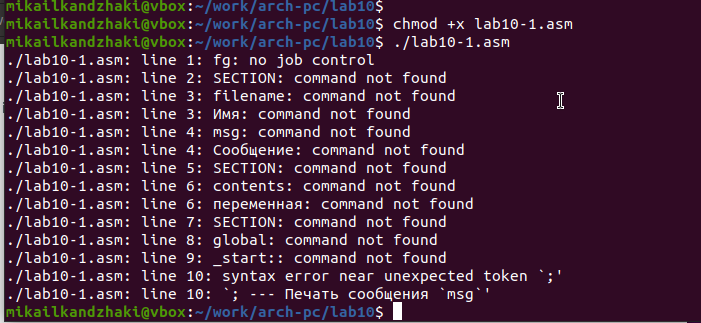 mikailkandzhaki@vbox:~/work/arch-pc/lab10$
mikailkandzhaki@vbox:~/work/arch-pc/lab10$ chmod +x lab10-1.asm
mikailkandzhaki@vbox:~/work/arch-pc/lab10$ ./lab10-1.asm
./lab10-1.asm: line 1: fg: no job control
./lab10-1.asm: line 2: SECTION: command not found
./lab10-1.asm: line 3: filename: command not found
./lab10-1.asm: line 3: Имя: command not found
./lab10-1.asm: line 4: msg: command not found
./lab10-1.asm: line 4: Сообщение: command not found
./lab10-1.asm: line 5: SECTION: command not found
./lab10-1.asm: line 6: contents: command not found
./lab10-1.asm: line 6: переменная: command not found
./lab10-1.asm: line 7: SECTION: command not found
./lab10-1.asm: line 8: global: command not found
./lab10-1.asm: line 9: _start:: command not found
./lab10-1.asm: line 10: syntax error near unexpected token `;'
./lab10-1.asm: line 10: `; --- Печать сообщения `msg`'
mikailkandzhaki@vbox:~/work/arch-pc/lab10$